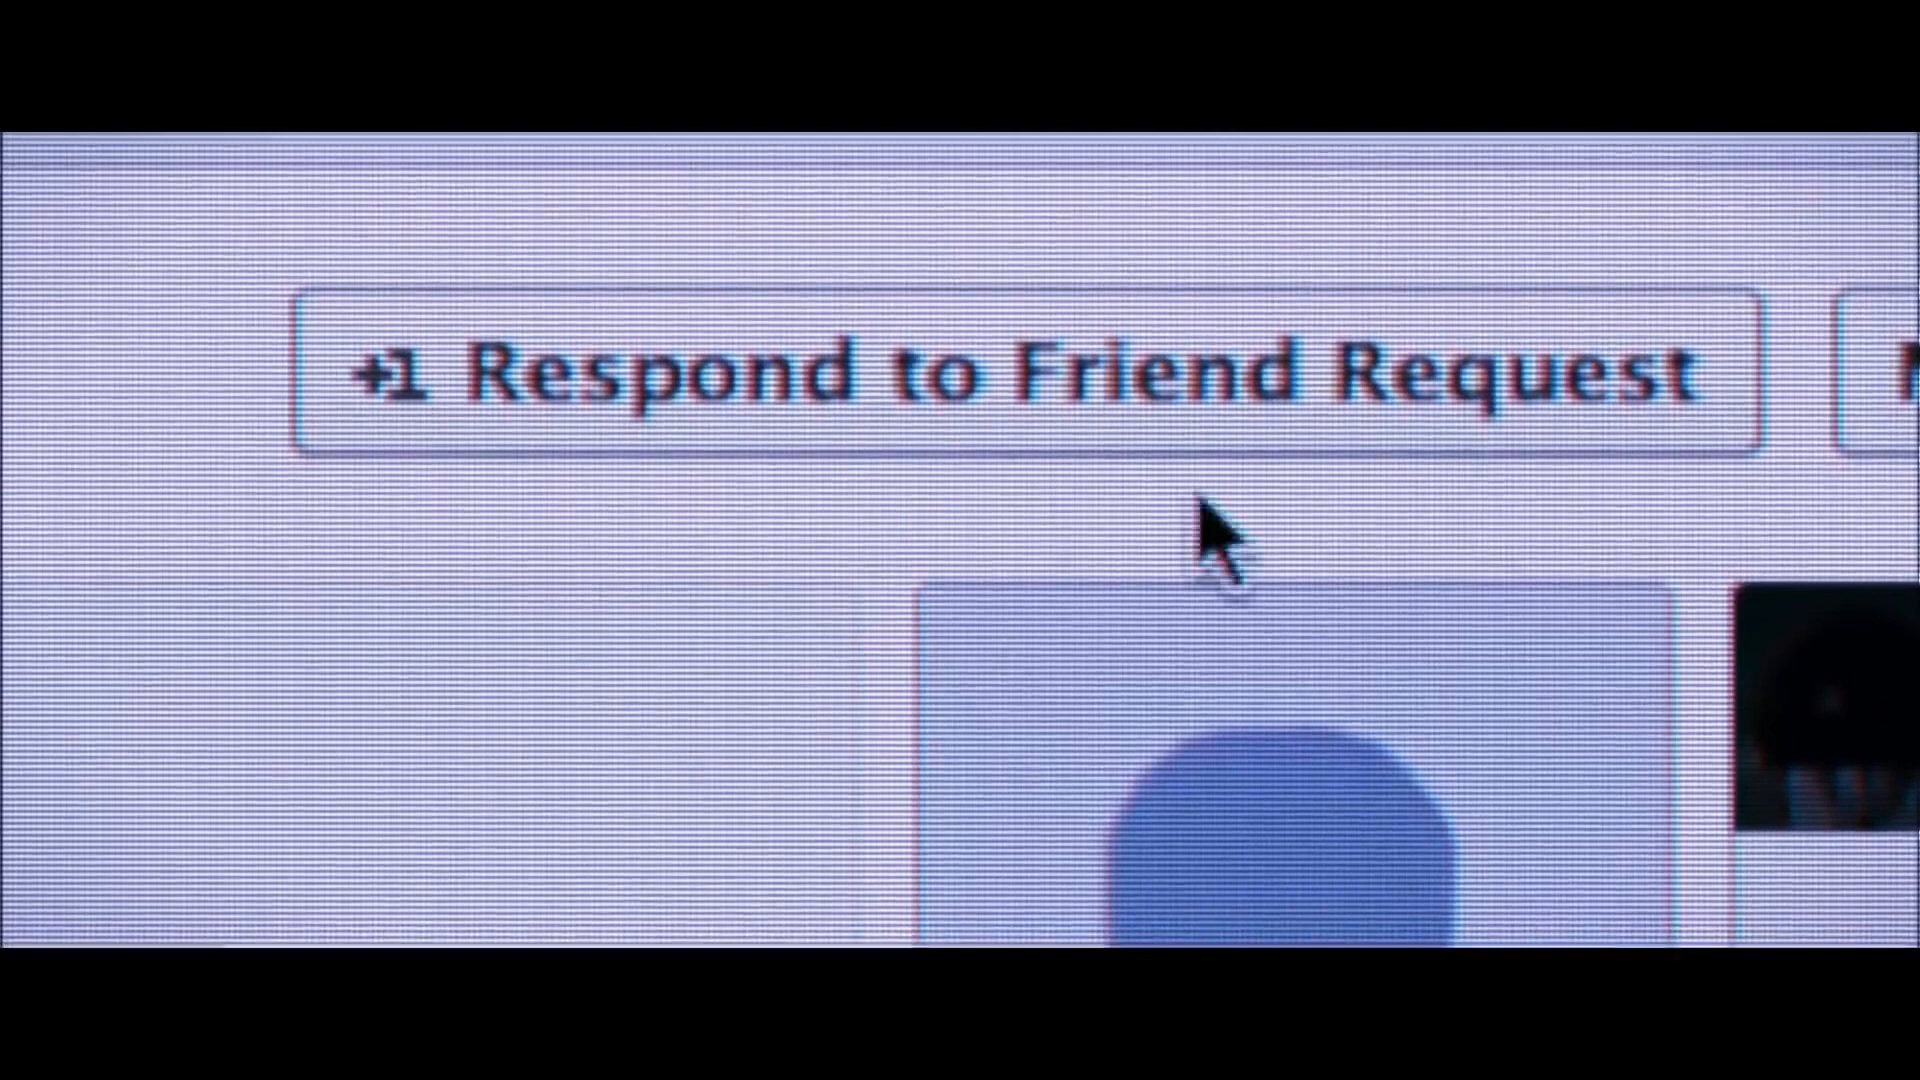 +1 Respond to Friend Request